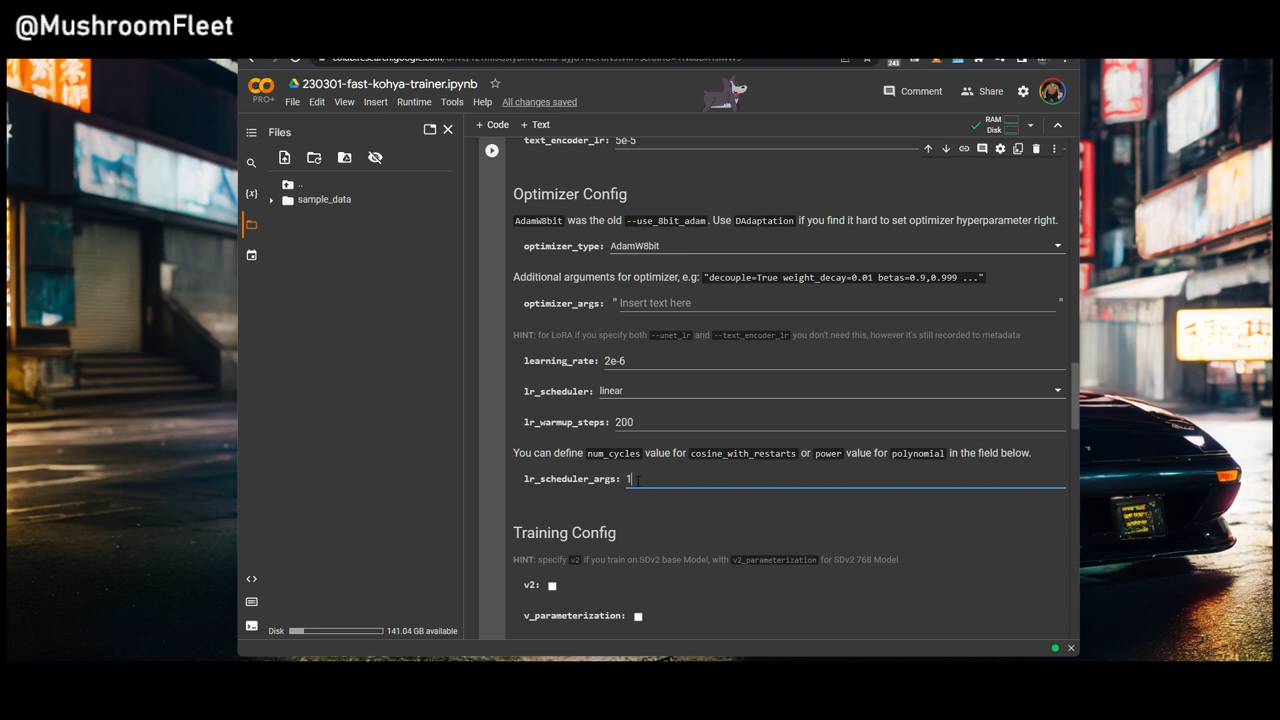 @MushroomFleet
243
CO
PRO+
230301-fast-kohya-trainer.ipynb
File Edit View Insert Runtime Tools Help All changes saved
Comment
Share
Files
+ Code + Text
RAM
Disk
..
sample_data
{x}
text_encoder_lr: 5e-5
Optimizer Config
AdamW8bit was the old --use_8bit_adam. Use DAdaptation if you find it hard to set optimizer hyperparameter right.
optimizer_type: AdamW8bit
Additional arguments for optimizer, e.g: "decouple=True weight_decay=0.01 betas=0.9,0.999 ..."
optimizer_args: " Insert text here "
HINT: for LoRA if you specify both --unet_lr and --text_encoder_lr you don't need this, however it's still recorded to metadata
learning_rate: 2e-6
lr_scheduler: linear
lr_warmup_steps: 200
You can define num_cycles value for cosine_with_restarts or power value for polynomial in the field below.
lr_scheduler_args: 1
Training Config
HINT: specify v2 if you train on SDv2 base Model, with v2_parameterization for SDv2 768 Model
v2:
v_parameterization:
Disk 141.04 GB available